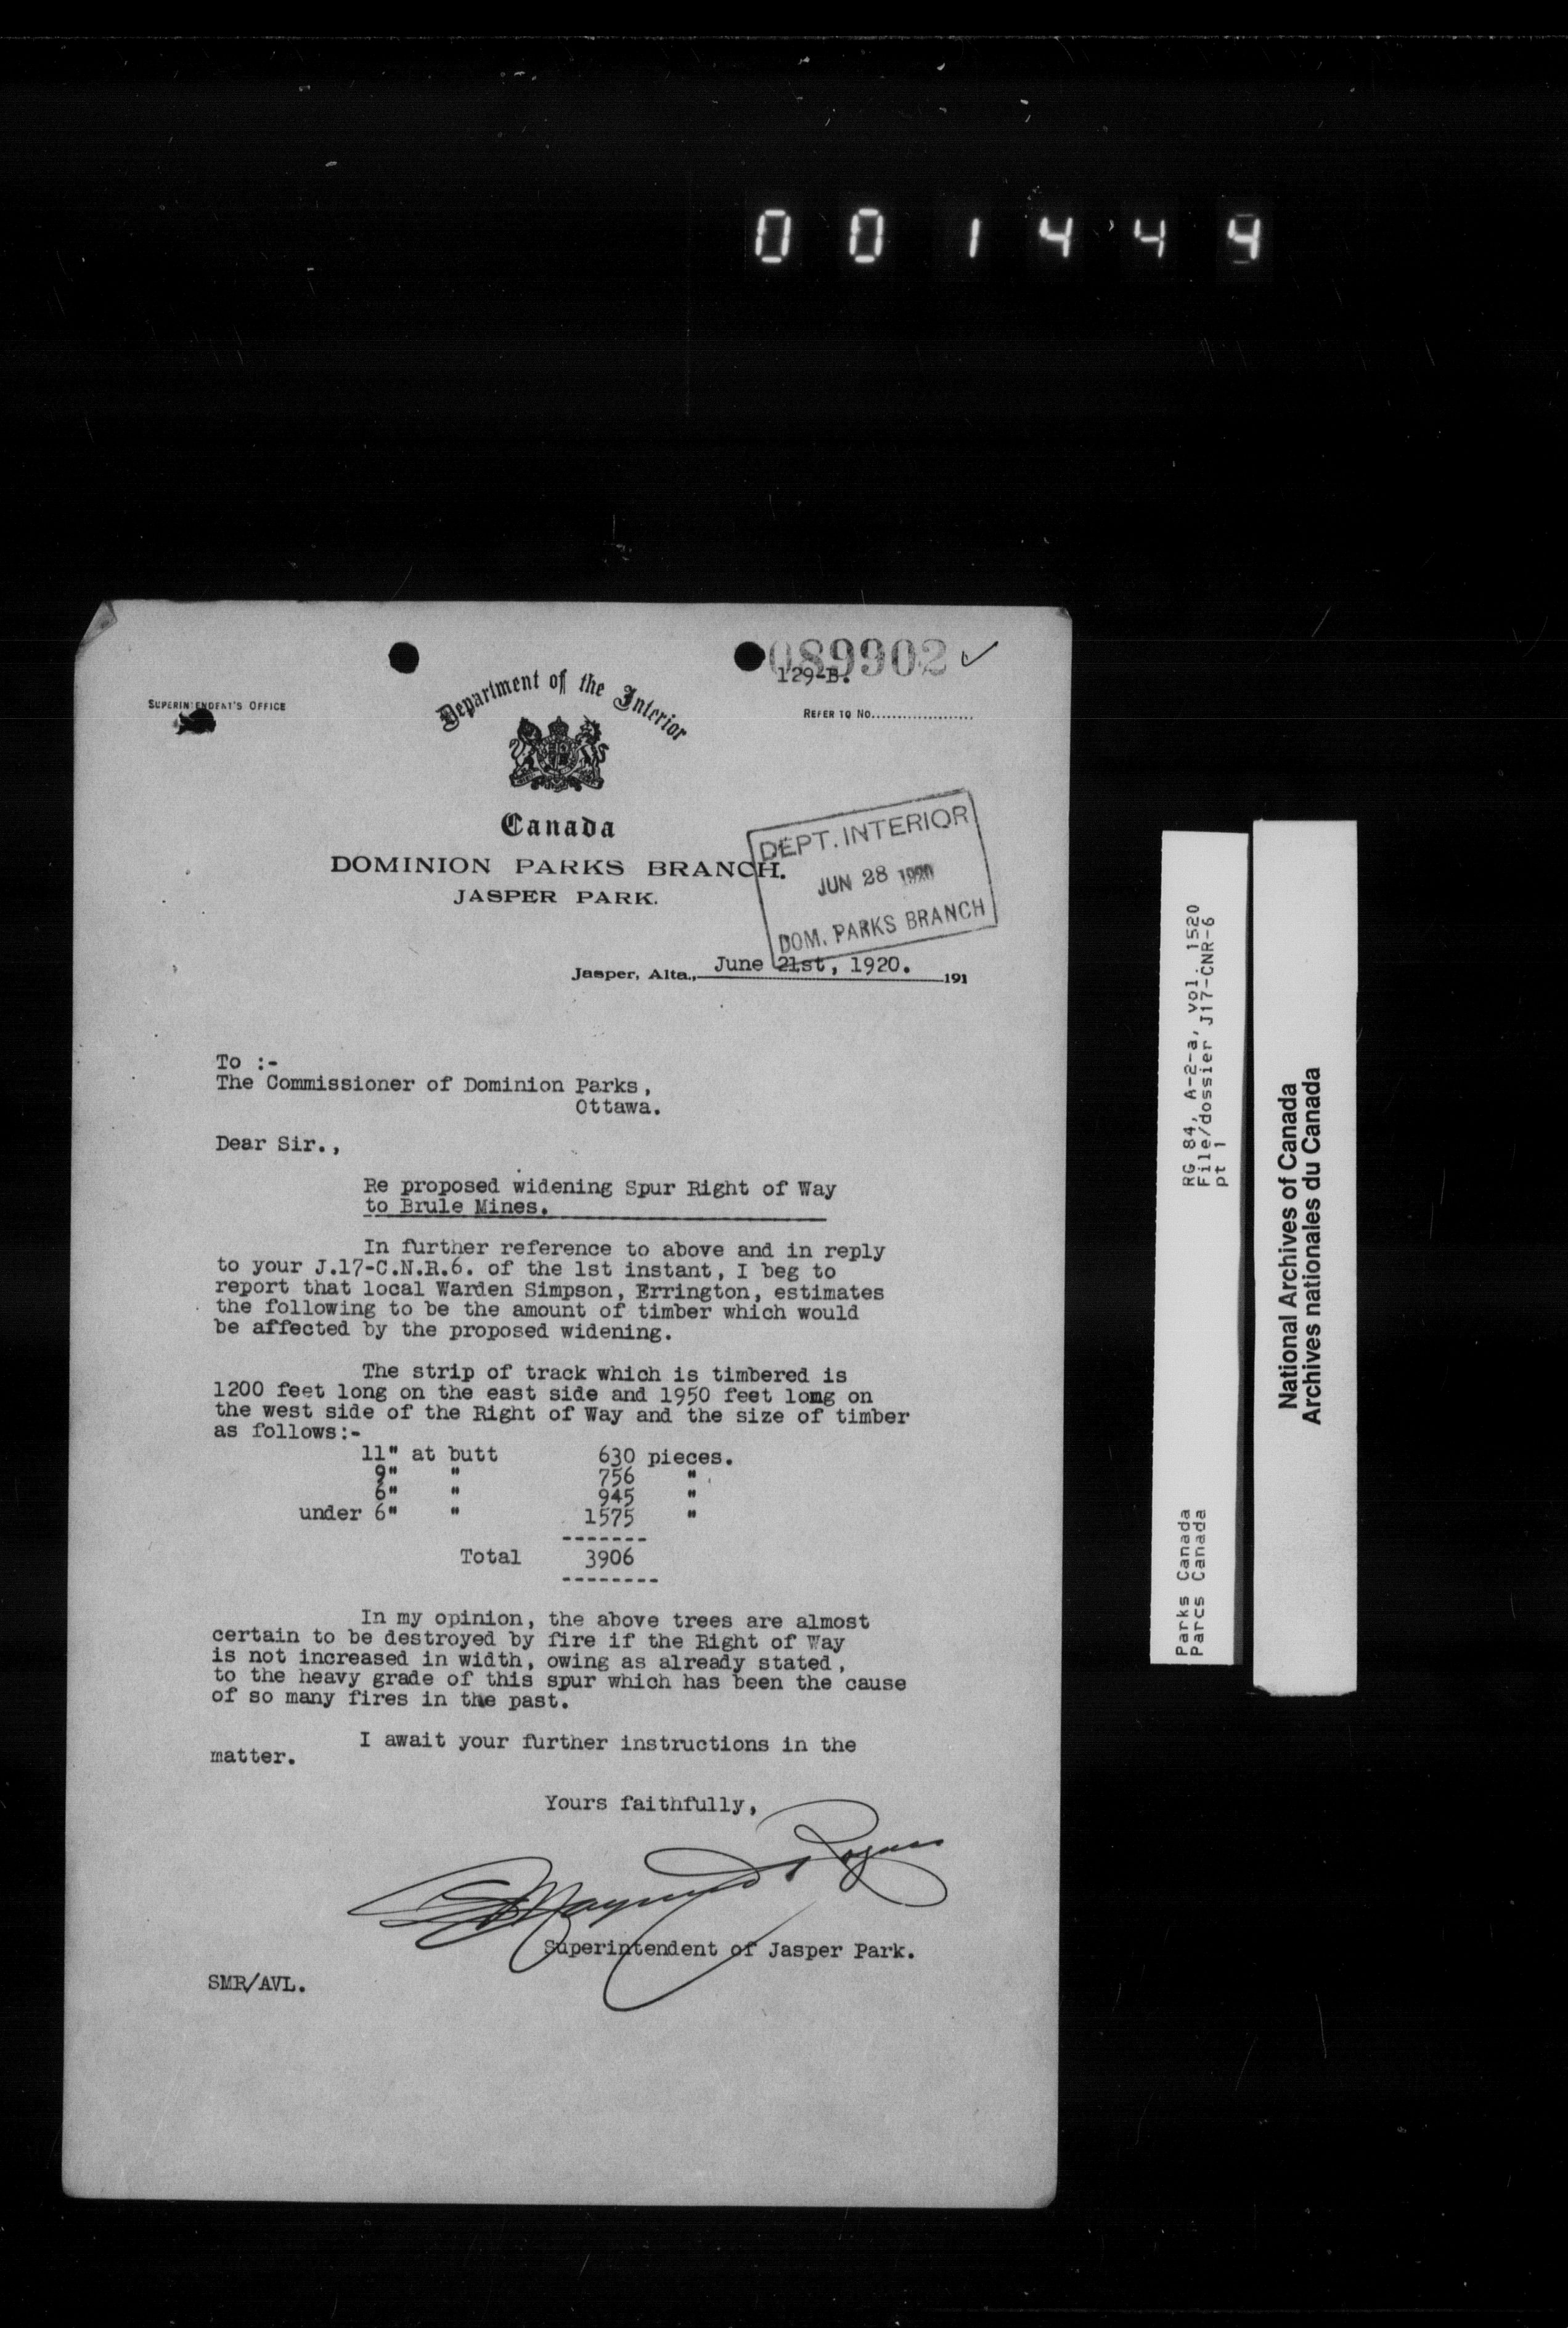 001449
089902 ✓
129-B.
SUPERINTENDENT'S OFFICE
Department of the Interior
REFER TO No....................
Canada
DOMINION PARKS BRANCH.
JASPER PARK.
DEPT. INTERIOR
JUN 28 1920
DOM. PARKS BRANCH
Jasper, Alta., June 21st, 1920. 191
To :-
The Commissioner of Dominion Parks,
Ottawa.
Dear Sir.,
Re proposed widening Spur Right of Way
to Brule Mines.
In further reference to above and in reply
to your J.17-C.N.R.6. of the 1st instant, I beg to
report that local Warden Simpson, Errington, estimates
the following to be the amount of timber which would
be affected by the proposed widening.
The strip of track which is timbered is
1200 feet long on the east side and 1950 feet long on
the west side of the Right of Way and the size of timber
as follows:-
11" at butt 630 pieces.
9" " 756 "
6" " 945 "
under 6" " 1575 "
-------
Total 3906
--------
In my opinion, the above trees are almost
certain to be destroyed by fire if the Right of Way
is not increased in width, owing as already stated,
to the heavy grade of this spur which has been the cause
of so many fires in the past.
I await your further instructions in the
matter.
Yours faithfully,
S Maynard Rogers
Superintendent of Jasper Park.
SMR/AVL.
RG 84, A-2-a, vol. 1520
File/dossier J17-CNR-6
pt 1
Parks Canada
Parcs Canada
National Archives of Canada
Archives nationales du Canada